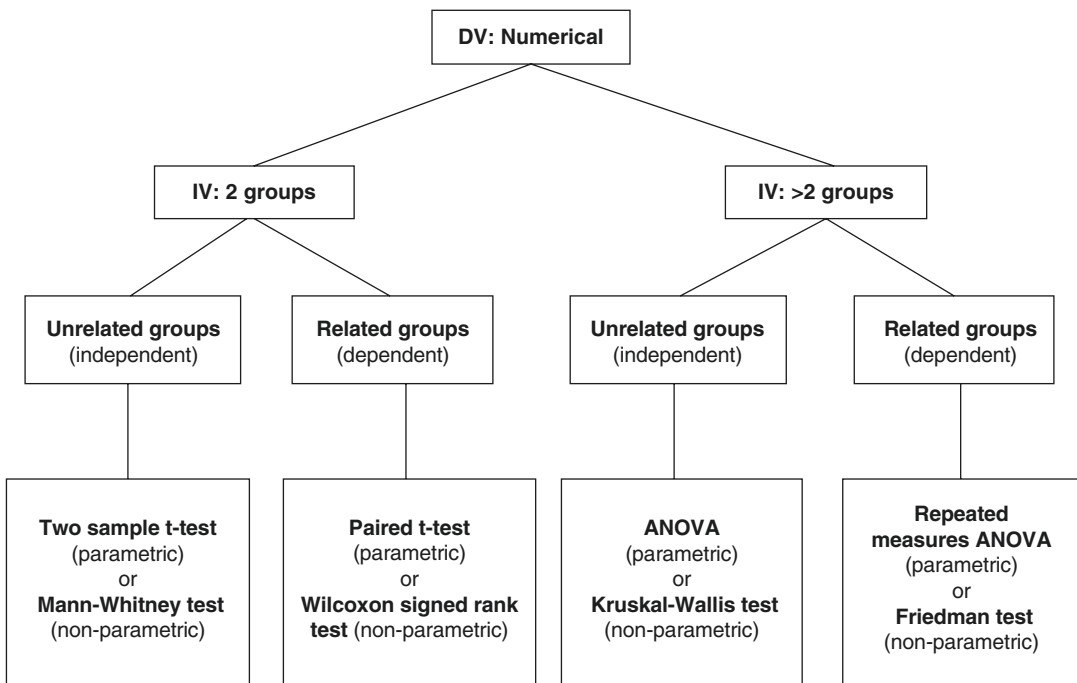 DV: Numerical
IV: 2 groups
IV: >2 groups
Unrelated groups
(independent)
Related groups
(dependent)
Unrelated groups
(independent)
Related groups
(dependent)
Two sample t-test
(parametric)
or
Mann-Whitney test
(non-parametric)
Paired t-test
(parametric)
or
Wilcoxon signed rank
test (non-parametric)
ANOVA
(parametric)
or
Kruskal-Wallis test
(non-parametric)
Repeated
measures ANOVA
(parametric)
or
Friedman test
(non-parametric)